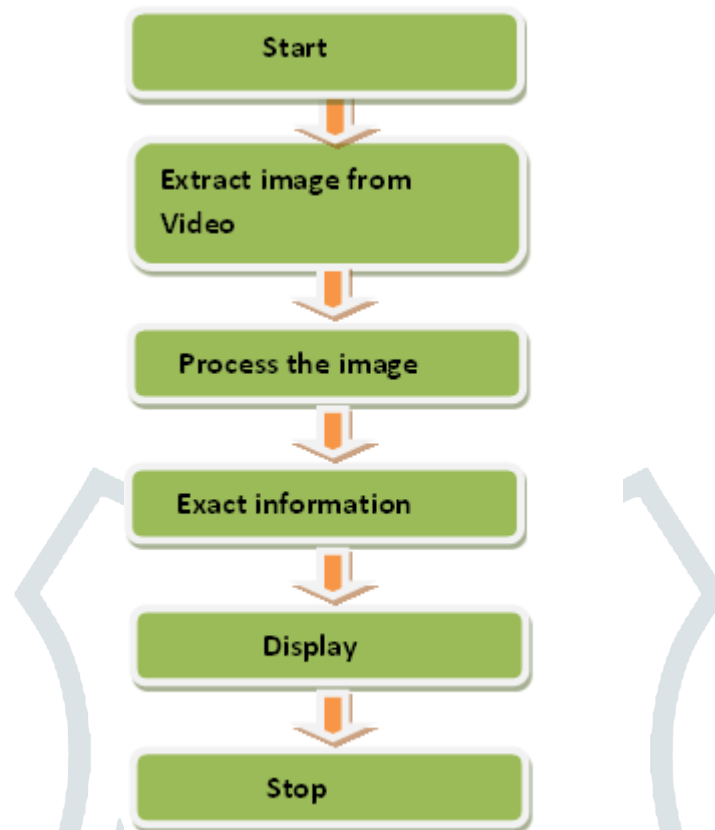 Start
Extract image from
Video
Process the image
Exact information
Display
Stop